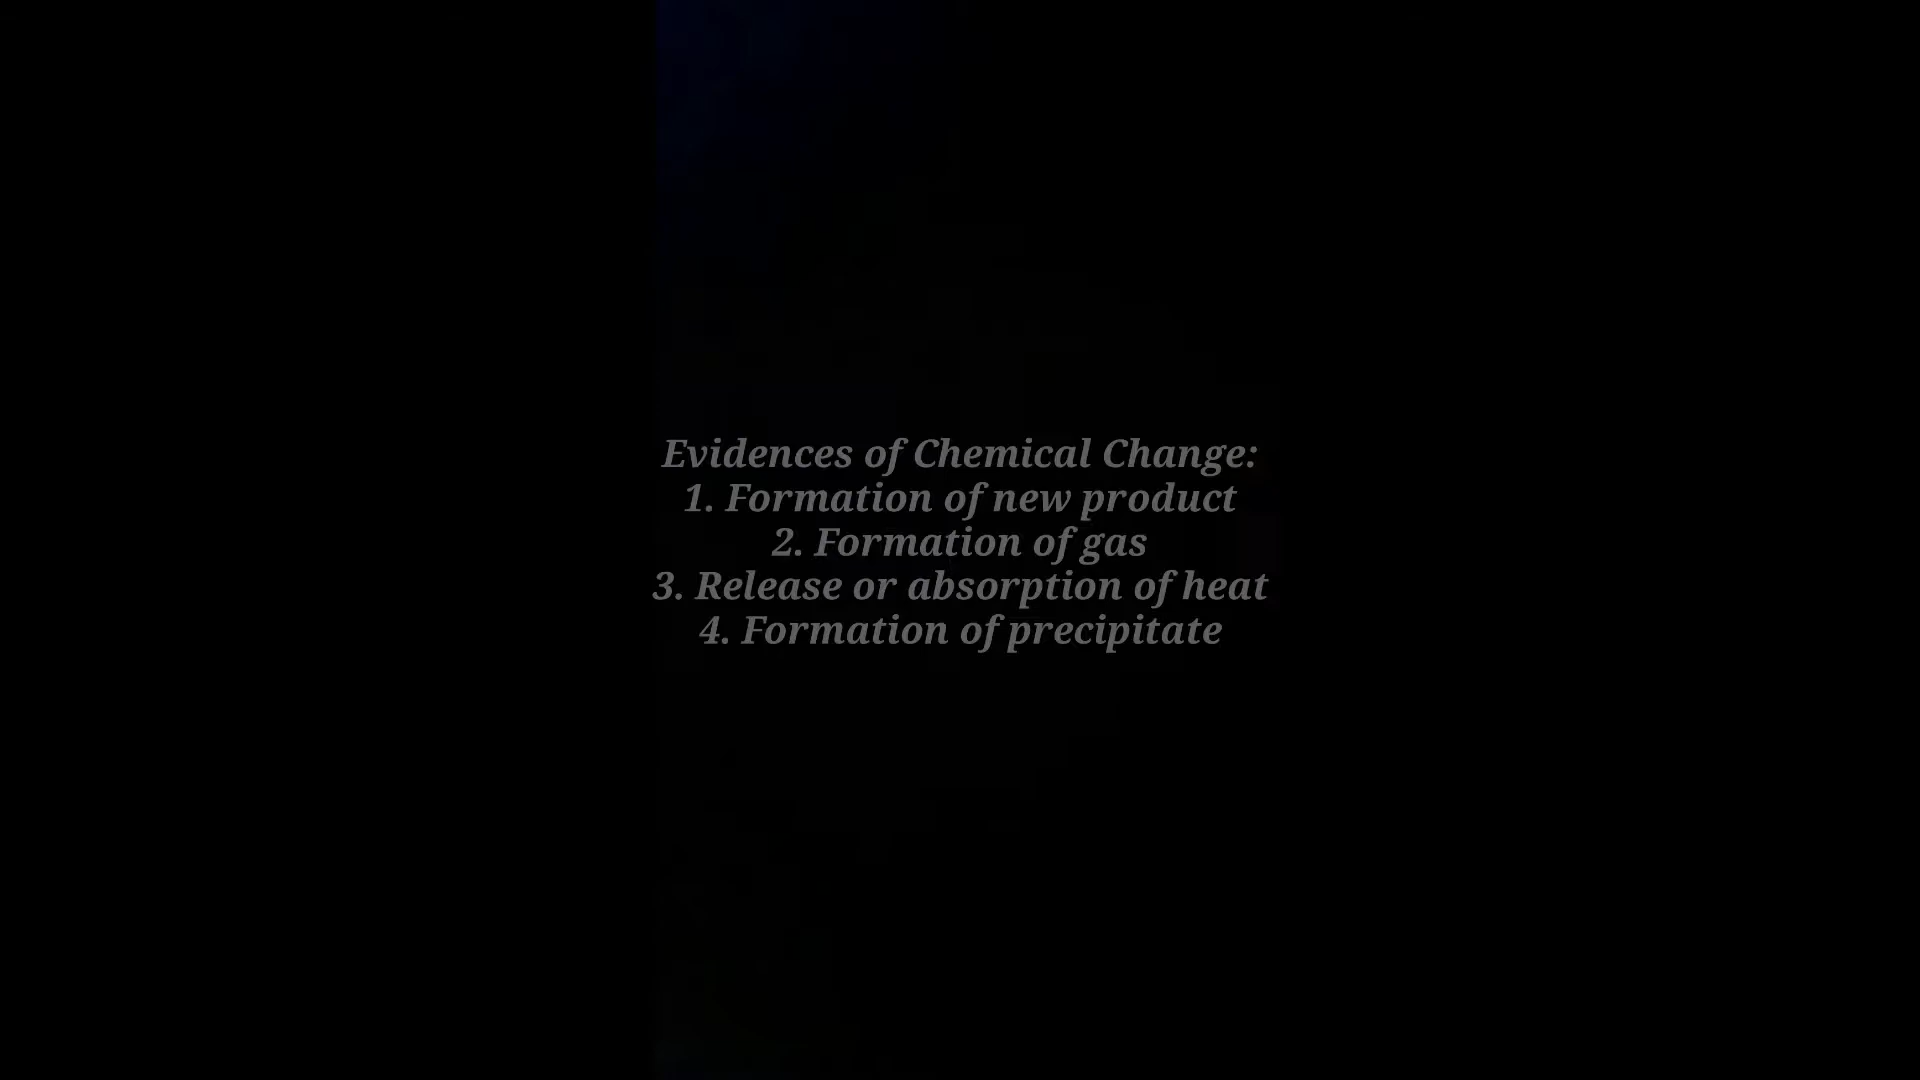 Evidences of Chemical Change:
1. Formation of new product
2. Formation of gas
3. Release or absorption of heat
4. Formation of precipitate